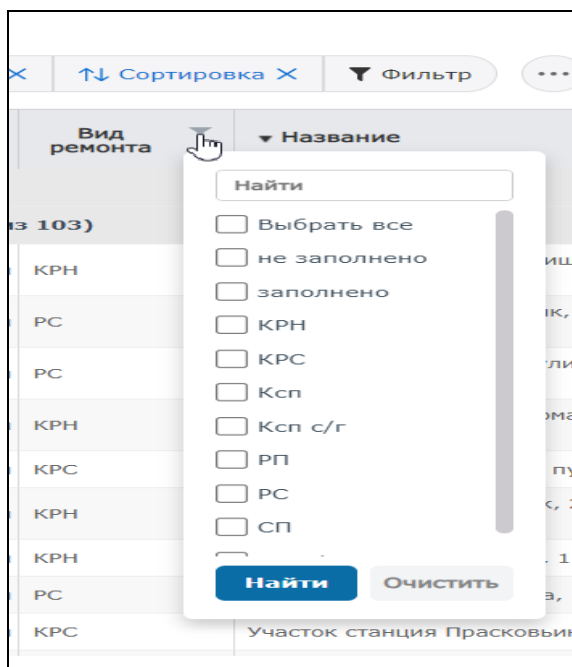 Сортировка
Фильтр
Вид
ремонта
Название
Найти
103)
Выбрать все
не заполнено
заполнено
КРН
КРС
Ксп
Ксп с/г
РП
РС
СП
Найти
Очистить
КРН
РС
РС
КРН
КРС
КРН
КРН
РС
КРС
Участок станция Прасковьин